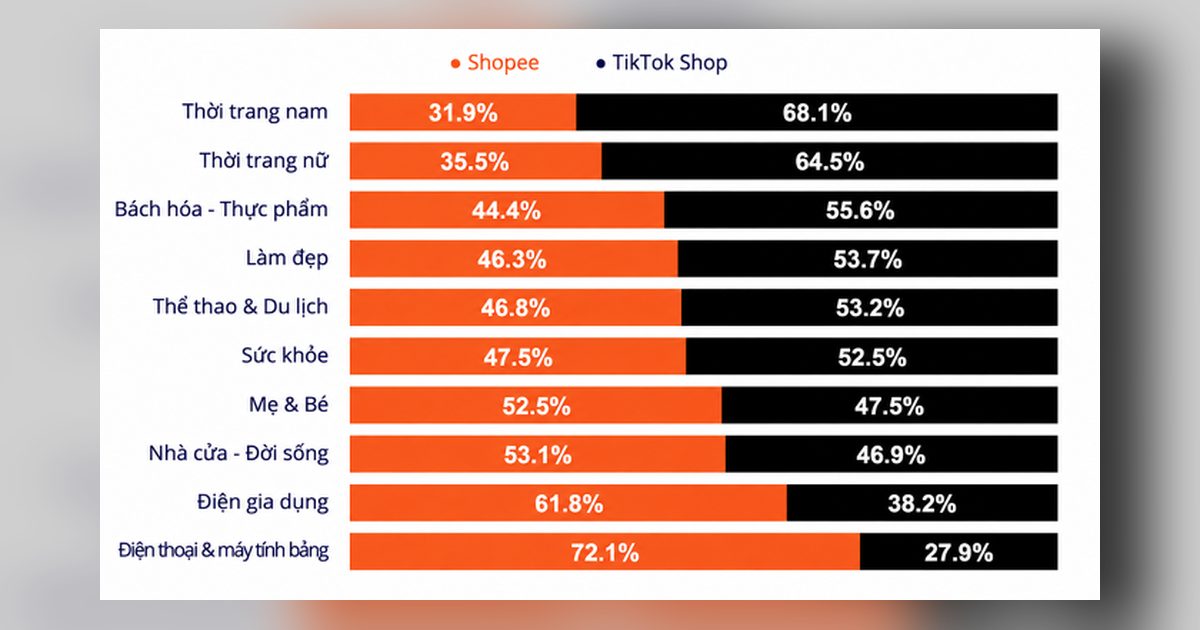 • Shopee • TikTok Shop
Thời trang nam 31.9% 68.1%
Thời trang nữ 35.5% 64.5%
Bách hóa - Thực phẩm 44.4% 55.6%
Làm đẹp 46.3% 53.7%
Thể thao & Du lịch 46.8% 53.2%
Sức khỏe 47.5% 52.5%
Mẹ & Bé 52.5% 47.5%
Nhà cửa - Đời sống 53.1% 46.9%
Điện gia dụng 61.8% 38.2%
Điện thoại & máy tính bảng 72.1% 27.9%